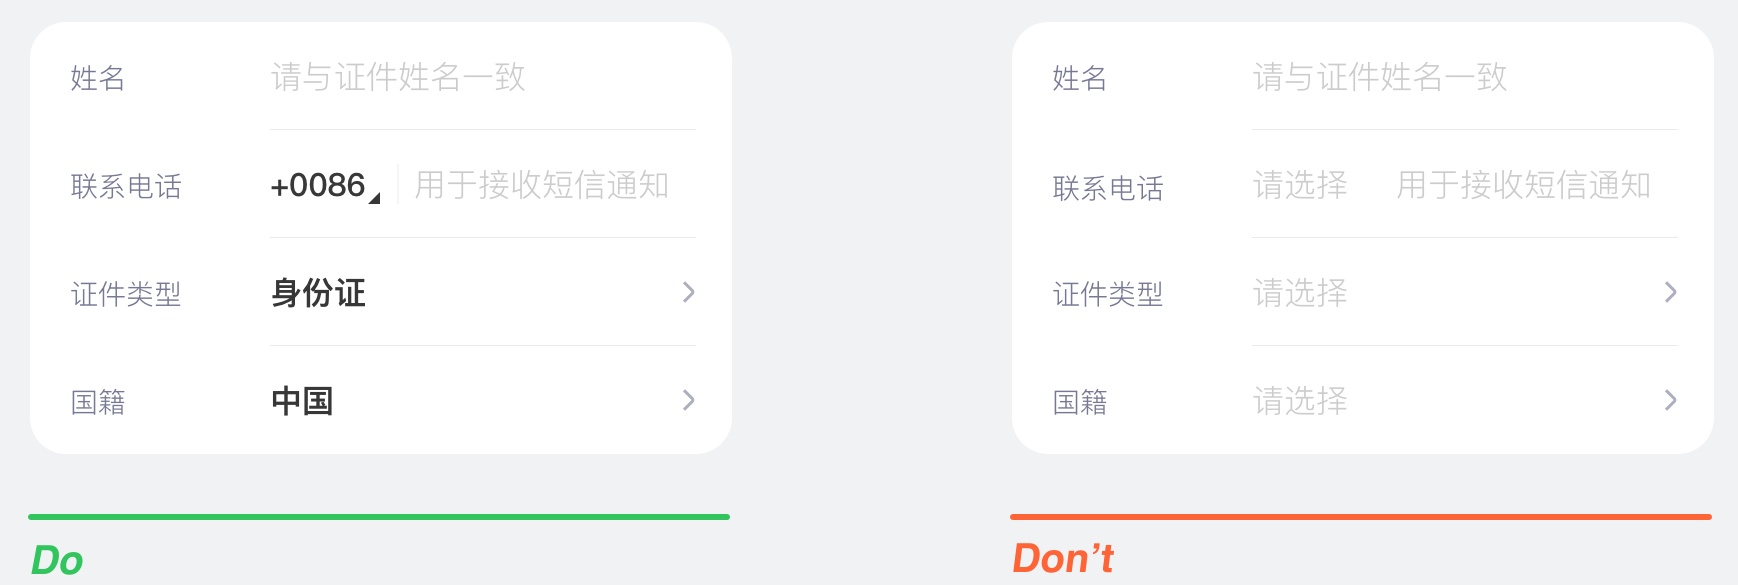 姓名 请与证件姓名一致
联系电话 +0086 用于接收短信通知
证件类型 身份证
国籍 中国
Do
姓名 请与证件姓名一致
联系电话 请选择 用于接收短信通知
证件类型 请选择
国籍 请选择
Don’t